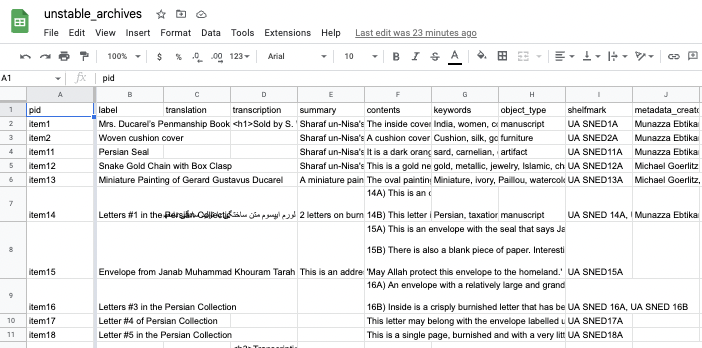 unstable_archives
File Edit View Insert Format Data Tools Extensions Help Last edit was 23 minutes ago
100% $ % .0 .00 123 Arial 10 B I S A
A1 fx pid
A B C D E F G H I J
1 pid label translation transcription summary contents keywords object_type shelfmark metadata_creato
2 item1 Mrs. Ducarel's Penmanship Book <h1>Sold by S. Sharaf un-Nisa's The inside cover India, women, co manuscript UA SNED1A Munazza Ebtika
3 item2 Woven cushion cover Sharaf un-Nisa's A cushion cover Cushion, silk, go furniture UA SNED2A Munazza Ebtika
4 item11 Persian Seal Sharaf un-Nisa's It is a dark orang sard, carnelian, artifact UA SNED11A Munazza Ebtika
5 item12 Snake Gold Chain with Box Clasp This is a gold ne gold, metallic, jewelry, Islamic, ch UA SNED12A Michael Goerlitz
6 item13 Miniature Painting of Gerard Gustavus Ducarel A miniature pain The oval painting Miniature, ivory, Paillou, watercolo UA SNED13A Michael Goerlitz,
14A) This is an
7 item14 Letters #1 in the Persian Collection لورم ایپسوم متن ساختگی 2 letters on burn 14B) This letter i Persian, taxation manuscript UA SNED 14A, Munazza Ebtika
15A) This is an envelope with the seal that says Ja
8 15B) There is also a blank piece of paper. Interesti
item15 Envelope from Janab Muhammad Khouram Tarah This is an addre 'May Allah protect this envelope to the homeland.' UA SNED15A
16A) An envelope with a relatively large and grand
9 item16 Letters #3 in the Persian Collection 16B) Inside is a crisply burnished letter that has be UA SNED 16A, UA SNED 16B
10 item17 Letter #4 of Persian Collection This letter may belong with the envelope labelled u UA SNED17A
11 item18 Letter #5 in the Persian Collection This is a single page, burnished and with a very litt UA SNED18A